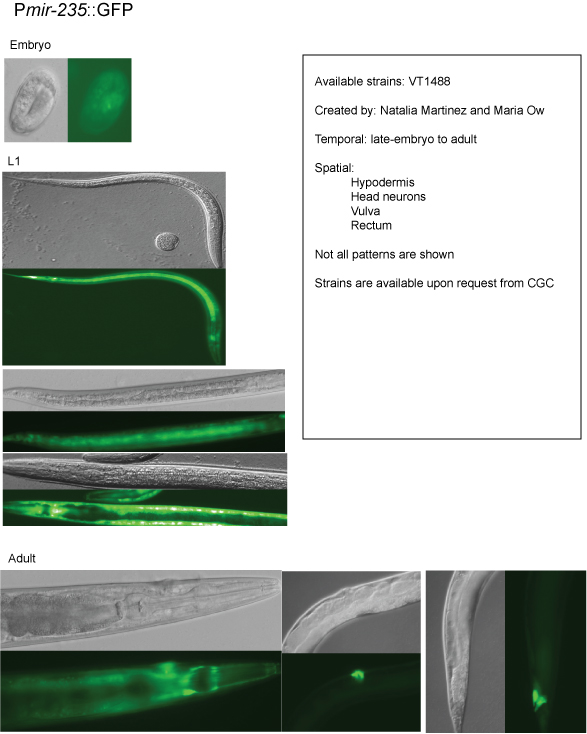 Pmir-235::GFP
Embryo
L1
Available strains: VT1488
Created by: Natalia Martinez and Maria Ow
Temporal: late-embryo to adult
Spatial:
Hypodermis
Head neurons
Vulva
Rectum
Not all patterns are shown
Strains are available upon request from CGC
Adult